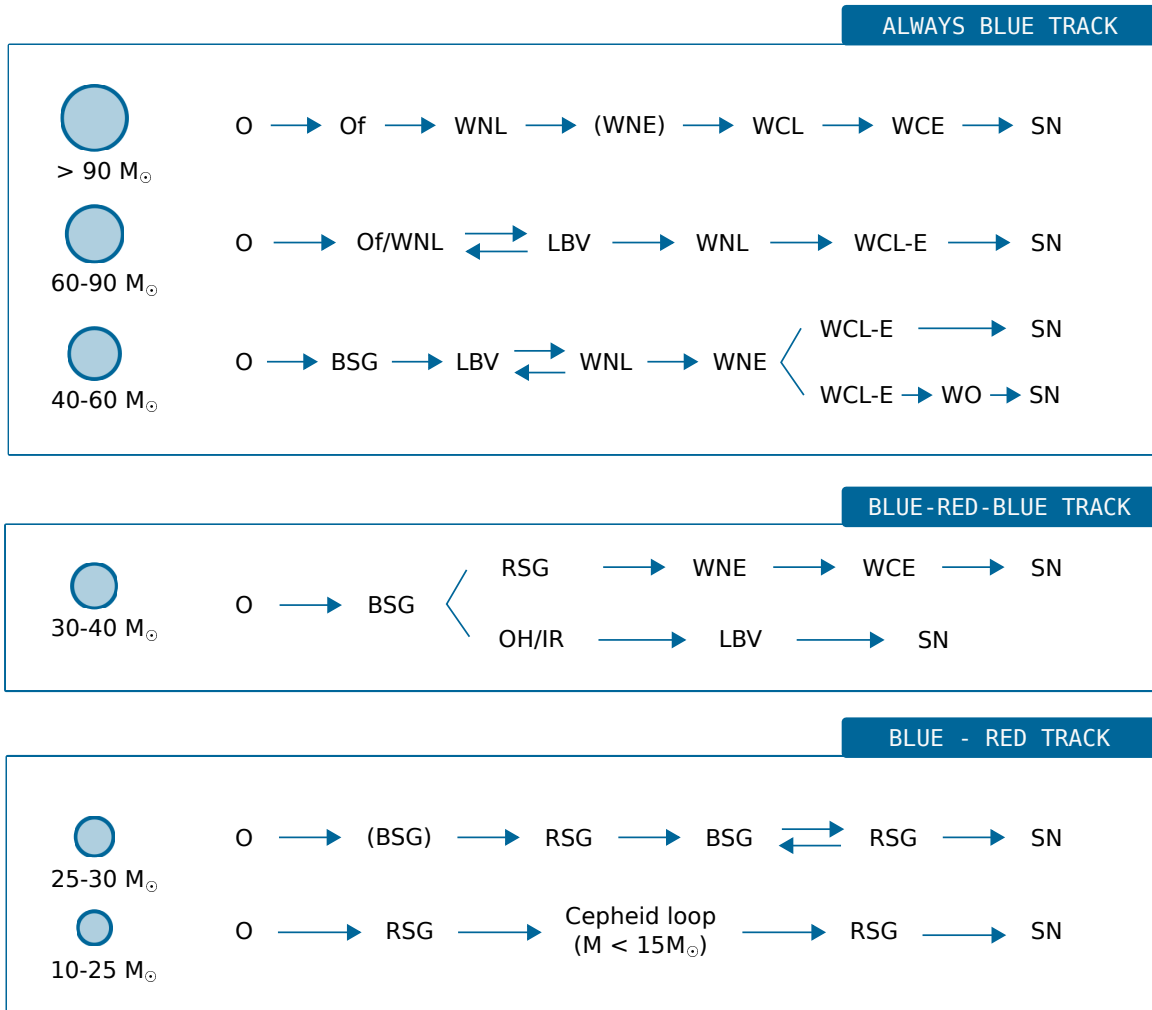 ALWAYS BLUE TRACK
O Of WNL (WNE) WCL WCE SN
> 90 M☉
O Of/WNL LBV WNL WCL-E SN
60-90 M☉
WCL-E SN
O BSG LBV WNL WNE
WCL-E WO SN
40-60 M☉
BLUE-RED-BLUE TRACK
RSG WNE WCE SN
O BSG
30-40 M☉
OH/IR LBV SN
BLUE - RED TRACK
O (BSG) RSG BSG RSG SN
25-30 M☉
O RSG Cepheid loop RSG SN
(M < 15M☉)
10-25 M☉